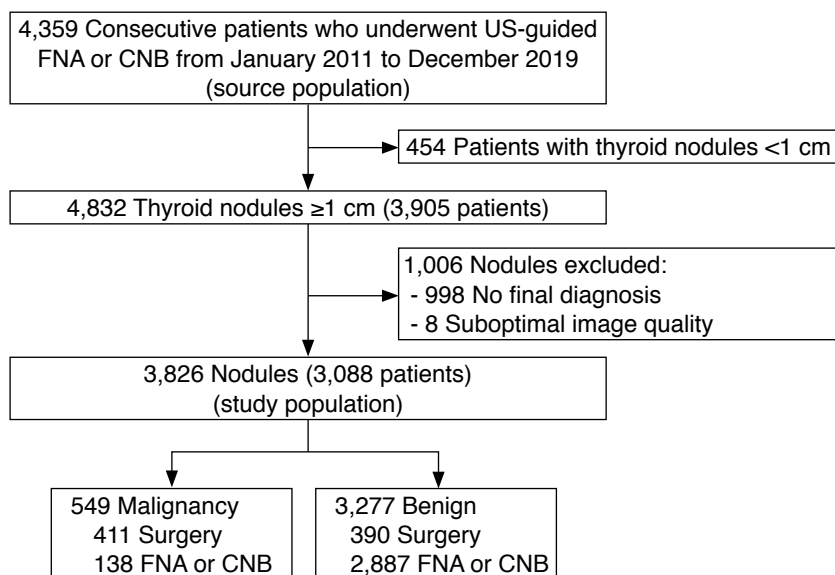 4,359 Consecutive patients who underwent US-guided
FNA or CNB from January 2011 to December 2019
(source population)
454 Patients with thyroid nodules <1 cm
4,832 Thyroid nodules ≥1 cm (3,905 patients)
1,006 Nodules excluded:
- 998 No final diagnosis
- 8 Suboptimal image quality
3,826 Nodules (3,088 patients)
(study population)
549 Malignancy
411 Surgery
138 FNA or CNB
3,277 Benign
390 Surgery
2,887 FNA or CNB